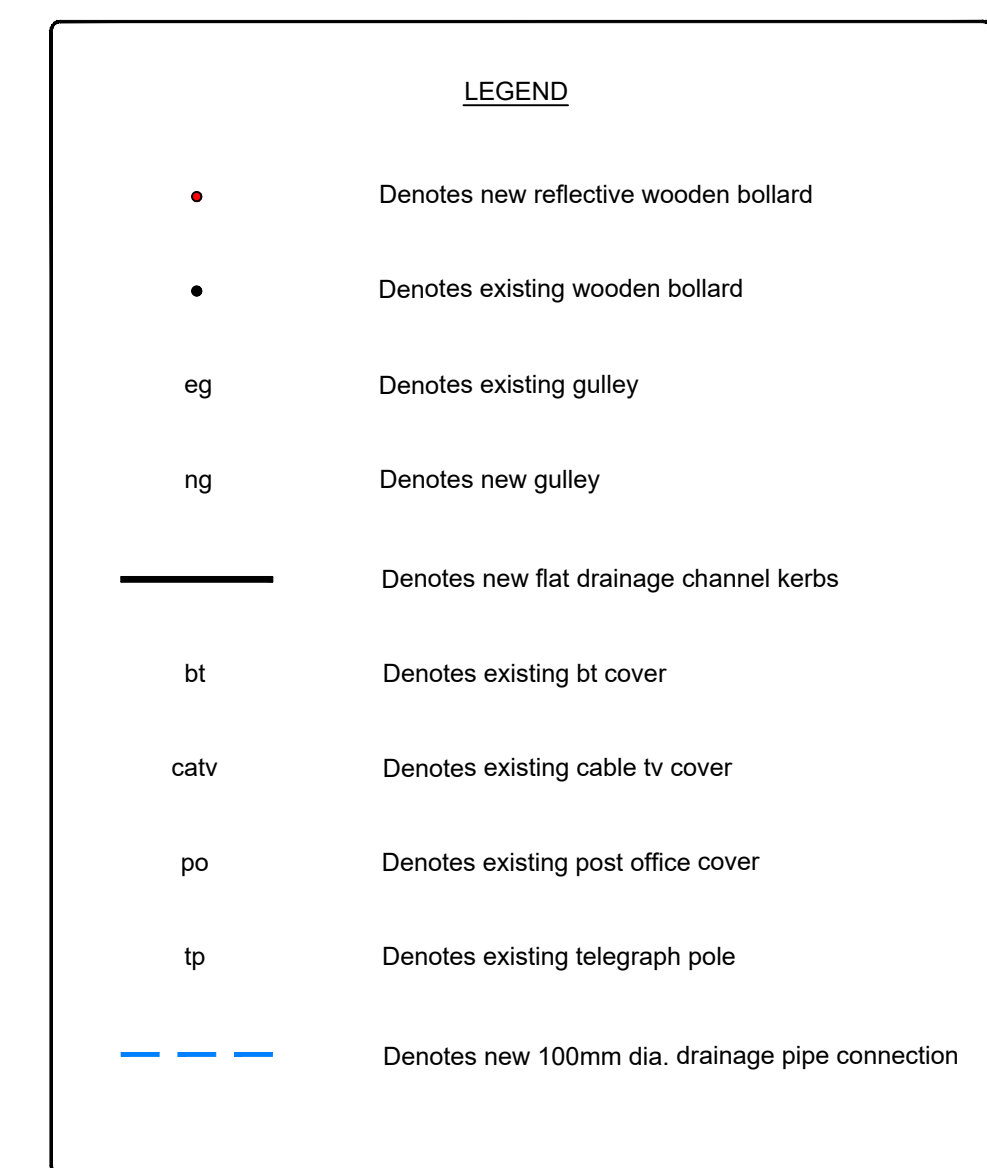 LEGEND
Denotes new reflective wooden bollard
Denotes existing wooden bollard
eg Denotes existing gulley
ng Denotes new gulley
Denotes new flat drainage channel kerbs
bt Denotes existing bt cover
catv Denotes existing cable tv cover
po Denotes existing post office cover
tp Denotes existing telegraph pole
Denotes new 100mm dia. drainage pipe connection